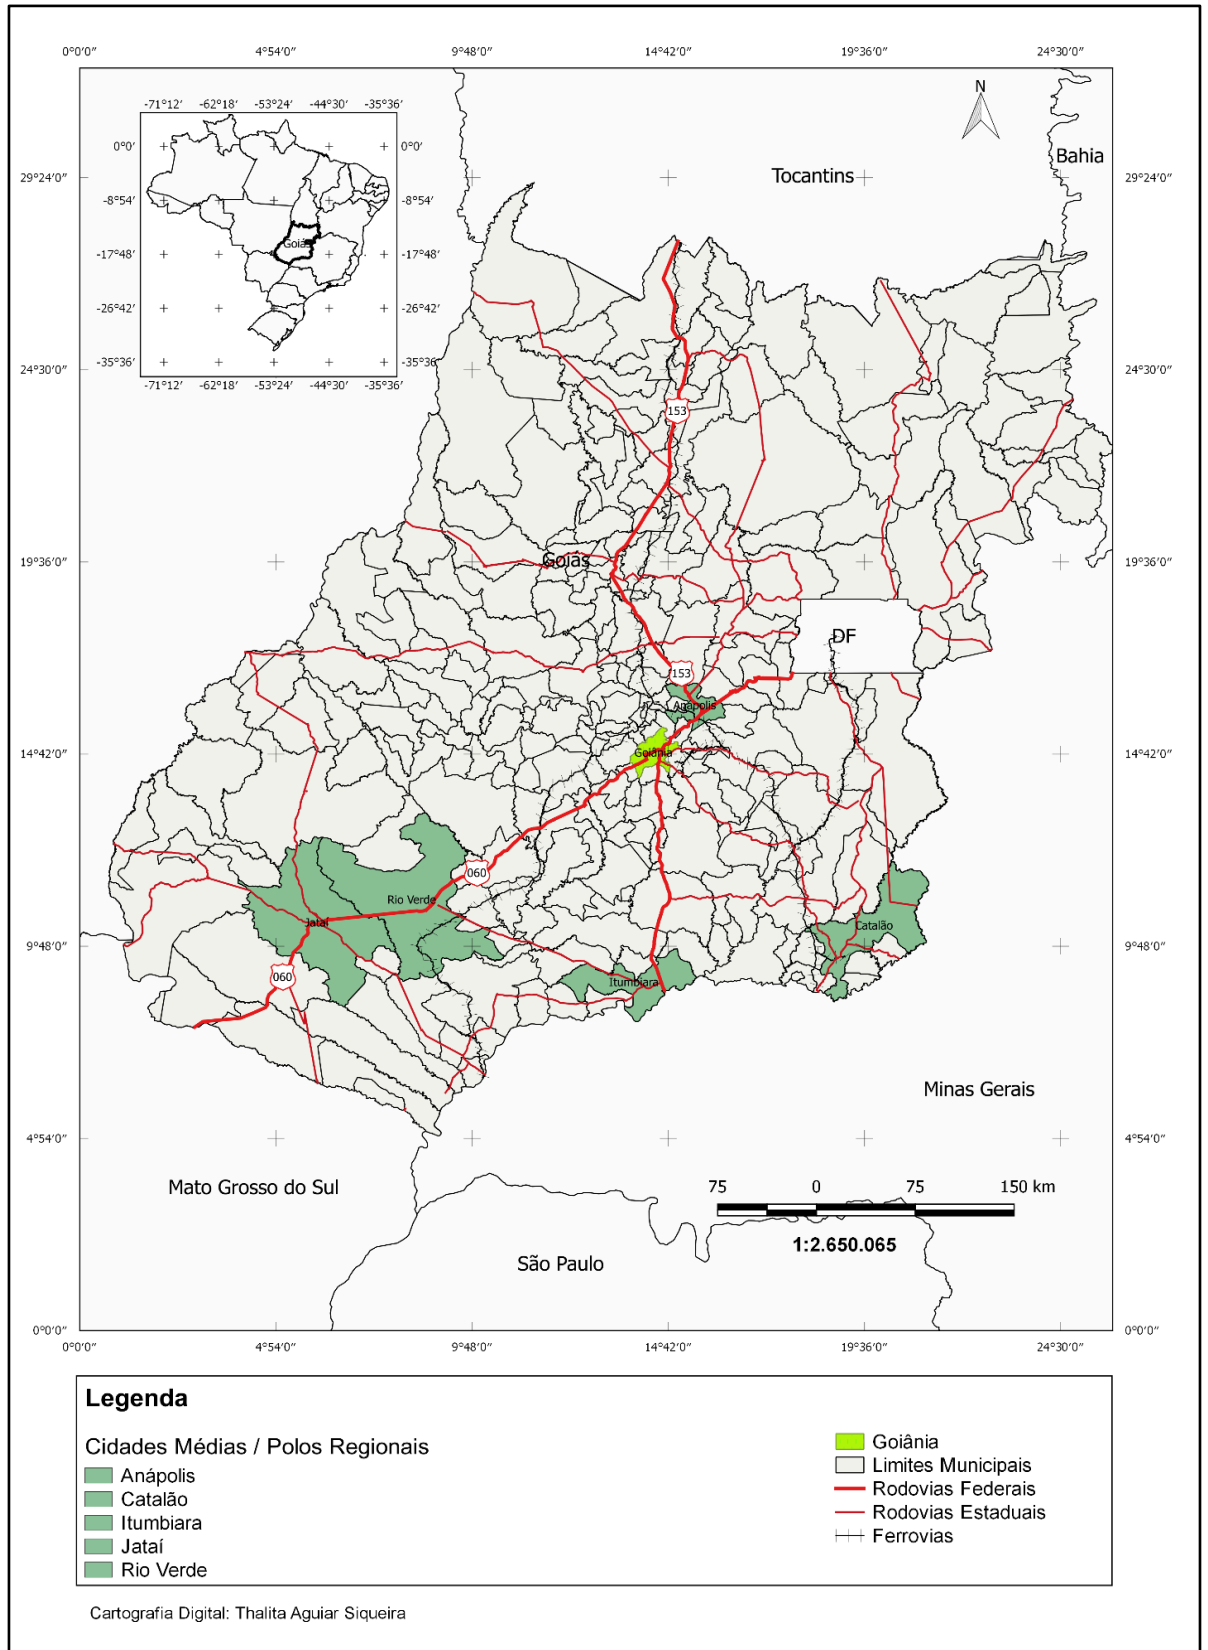 0°0′0″ 4°54′0″ 9°48′0″ 14°42′0″ 19°36′0″ 24°30′0″
-71°12′ -62°18′ -53°24′ -44°30′ -35°36′
N
0°0′ 0°0′
Bahia
Tocantins
29°24′0″ 29°24′0″
-8°54′ -8°54′
Goiás
-17°48′ -17°48′
-26°42′ -26°42′
-35°36′ -35°36′
24°30′0″ 24°30′0″
-71°12′ -62°18′ -53°24′ -44°30′ -35°36′
153
19°36′0″ 19°36′0″
Goiás
DF
153
Anápolis
Goiânia
14°42′0″ 14°42′0″
060
Rio Verde
Jataí
Catalão
9°48′0″ 9°48′0″
060
Itumbiara
Minas Gerais
4°54′0″ 4°54′0″
Mato Grosso do Sul
75 0 75 150 km
1:2.650.065
São Paulo
0°0′0″ 0°0′0″
0°0′0″ 4°54′0″ 9°48′0″ 14°42′0″ 19°36′0″ 24°30′0″
Legenda
Cidades Médias / Polos Regionais
Anápolis
Catalão
Itumbiara
Jataí
Rio Verde
Goiânia
Limites Municipais
Rodovias Federais
Rodovias Estaduais
Ferrovias
Cartografia Digital: Thalita Aguiar Siqueira